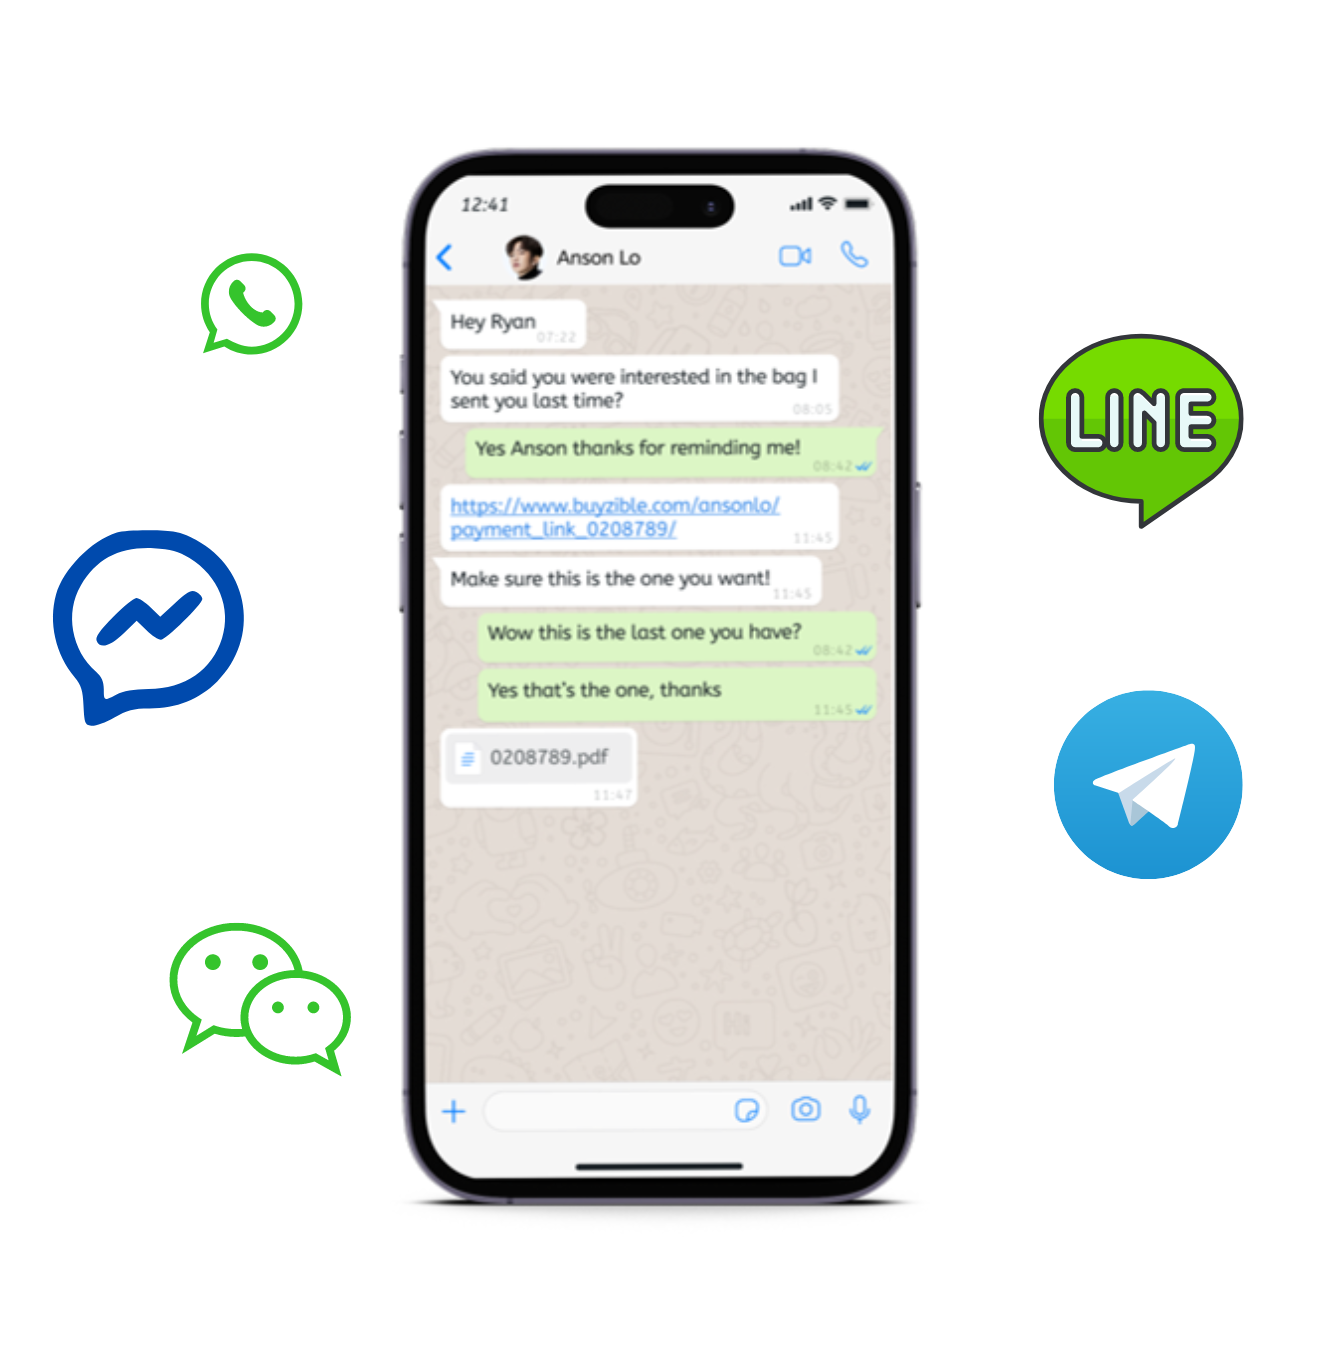 12:41
Anson Lo
Hey Ryan
07:22
You said you were interested in the bag I
sent you last time?
08:05
Yes Anson thanks for reminding me!
08:42
https://www.buyzible.com/ansonlo/
payment_link_0208789/
11:45
Make sure this is the one you want!
11:45
Wow this is the last one you have?
08:42
Yes that's the one, thanks
11:45
0208789.pdf
11:47
LINE